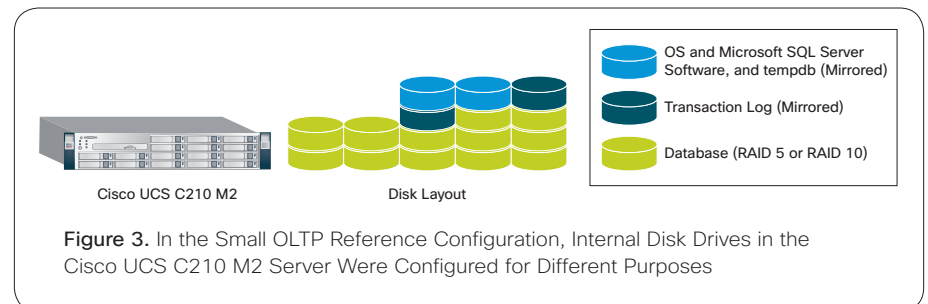 OS and Microsoft SQL Server
Software, and tempdb (Mirrored)
Transaction Log (Mirrored)
Database (RAID 5 or RAID 10)
Cisco UCS C210 M2
Disk Layout
Figure 3. In the Small OLTP Reference Configuration, Internal Disk Drives in the
Cisco UCS C210 M2 Server Were Configured for Different Purposes